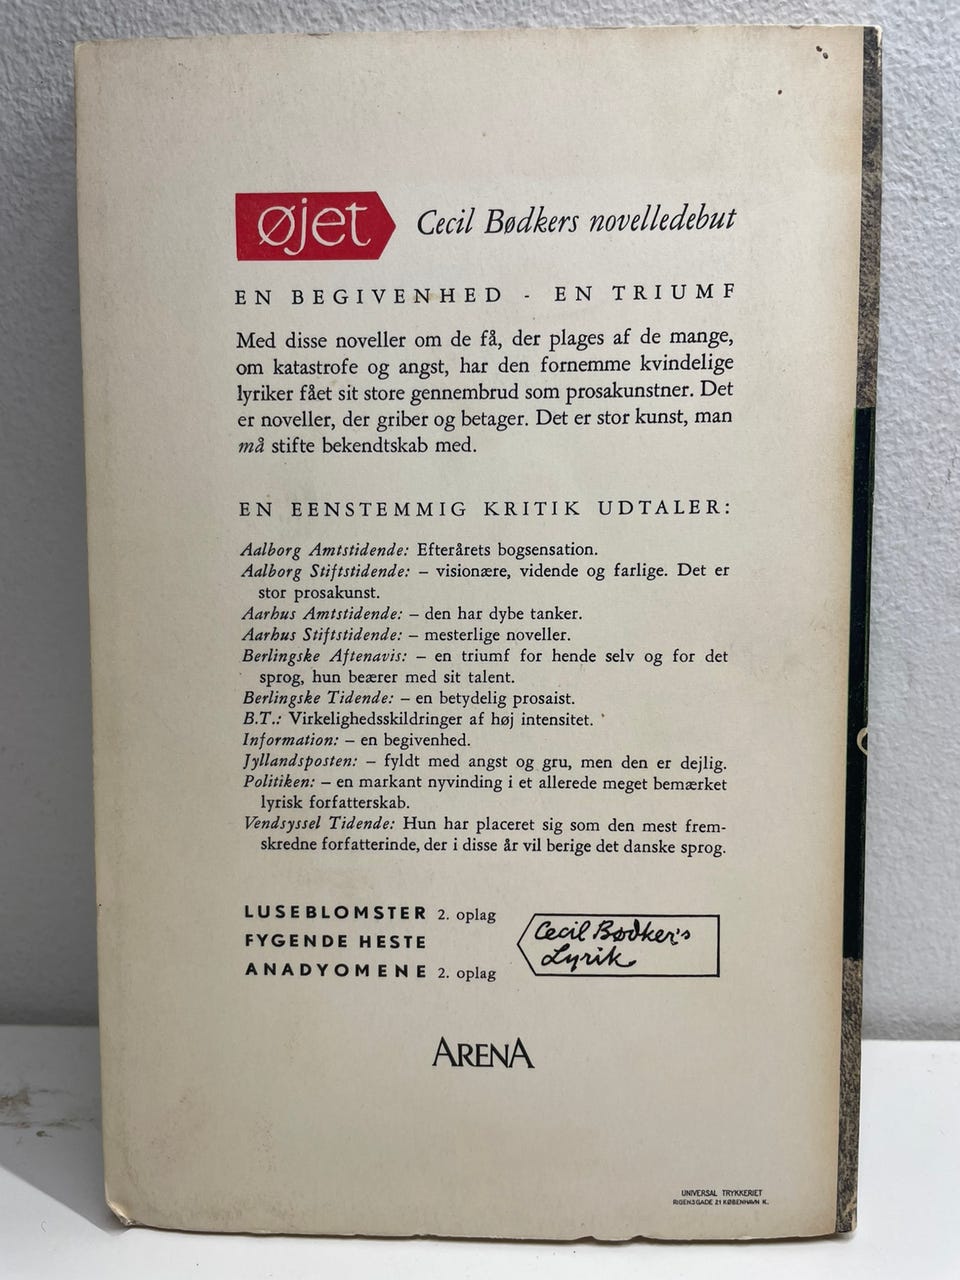 øjet Cecil Bødkers novelledebut
EN BEGIVENHED - EN TRIUMF
Med disse noveller om de få, der plages af de mange,
om katastrofe og angst, har den fornemme kvindelige
lyriker fået sit store gennembrud som prosakunstner. Det
er noveller, der griber og betager. Det er stor kunst, man
må stifte bekendtskab med.
EN EENSTEMMIG KRITIK UDTALER:
Aalborg Amtstidende: Efterårets bogsensation.
Aalborg Stiftstidende: – visionære, vidende og farlige. Det er
stor prosakunst.
Aarhus Amtstidende: – den har dybe tanker.
Aarhus Stiftstidende: – mesterlige noveller.
Berlingske Aftenavis: – en triumf for hende selv og for det
sprog, hun beærer med sit talent.
Berlingske Tidende: – en betydelig prosaist.
B.T.: Virkelighedsskildringer af høj intensitet.
Information: – en begivenhed.
Jyllandsposten: – fyldt med angst og gru, men den er dejlig.
Politiken: – en markant nyvinding i et allerede meget bemærket
lyrisk forfatterskab.
Vendsyssel Tidende: Hun har placeret sig som den mest frem-
skredne forfatterinde, der i disse år vil berige det danske sprog.
LUSEBLOMSTER 2. oplag
FYGENDE HESTE
ANADYOMENE 2. oplag
Cecil Bødker's
Lyrik
ARENA
UNIVERSAL TRYKKERIET
RIGENSGADE 21 KØBENHAVN K.